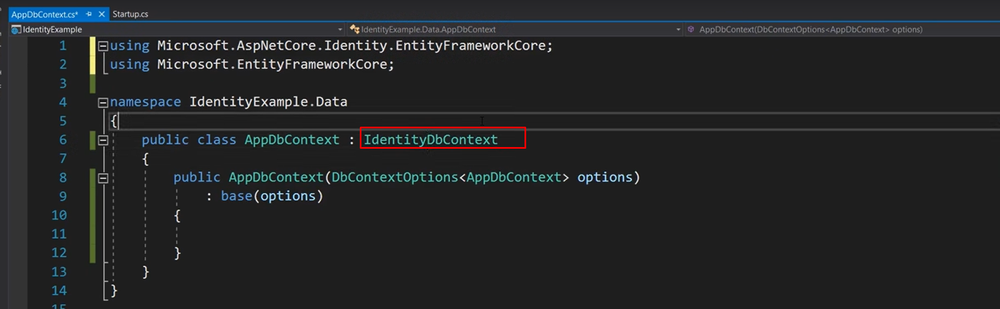 AppDbContext.cs* Startup.cs
IdentityExample IdentityExample.Data.AppDbContext AppDbContext(DbContextOptions<AppDbContext> options)
1 using Microsoft.AspNetCore.Identity.EntityFrameworkCore;
2 using Microsoft.EntityFrameworkCore;
3
4 namespace IdentityExample.Data
5 {
6 public class AppDbContext : IdentityDbContext
7 {
8 public AppDbContext(DbContextOptions<AppDbContext> options)
9 : base(options)
10 {
11
12 }
13 }
14 }
15